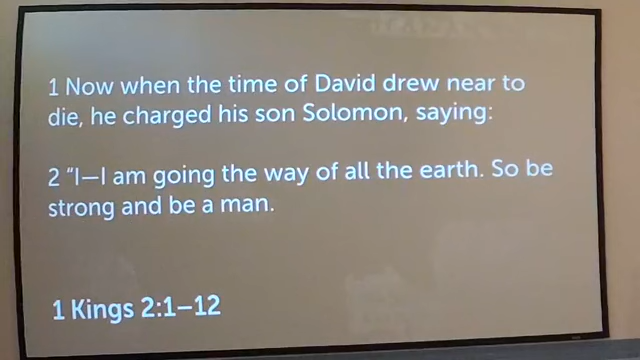 1 Now when the time of David drew near to
die, he charged his son Solomon, saying:
2 “I—I am going the way of all the earth. So be
strong and be a man.
1 Kings 2:1–12